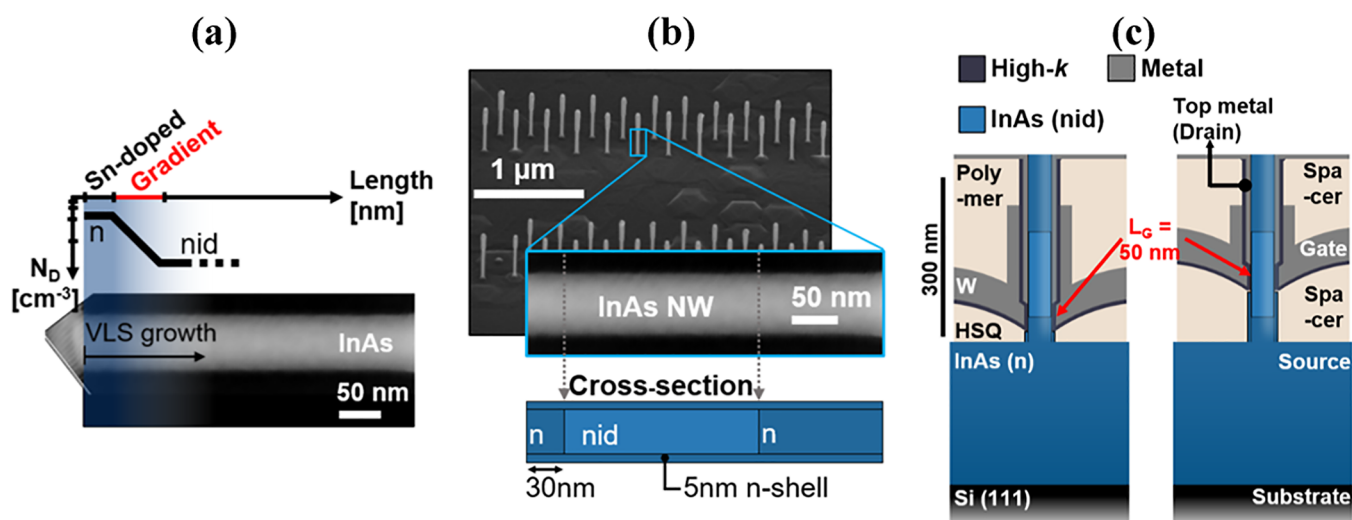 (a)
Sn-doped
Gradient
Length
[nm]
n
nid
N_D
[cm⁻³]
VLS growth
InAs
50 nm
(b)
1 µm
InAs NW
50 nm
Cross-section
n
nid
n
30nm
5nm n-shell
(c)
High-k
Metal
InAs (nid)
Top metal
(Drain)
Poly
-mer
Spa
-cer
L_G =
50 nm
300 nm
W
Gate
HSQ
Spa
-cer
InAs (n)
Source
Si (111)
Substrate